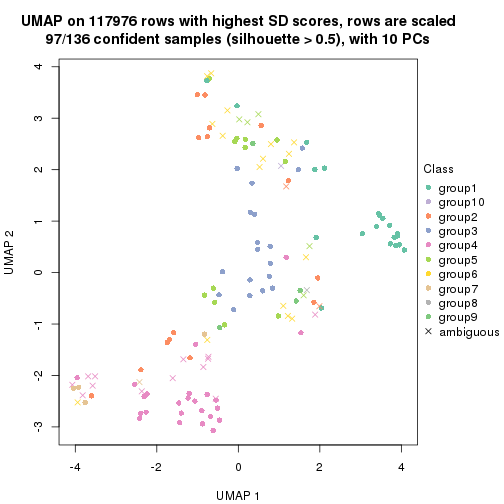 UMAP on 117976 rows with highest SD scores, rows are scaled
97/136 confident samples (silhouette > 0.5), with 10 PCs
4
3
2
1
0
-1
-2
-3
UMAP 2
-4
-2
0
2
4
UMAP 1
Class
group1
group10
group2
group3
group4
group5
group6
group7
group8
group9
ambiguous